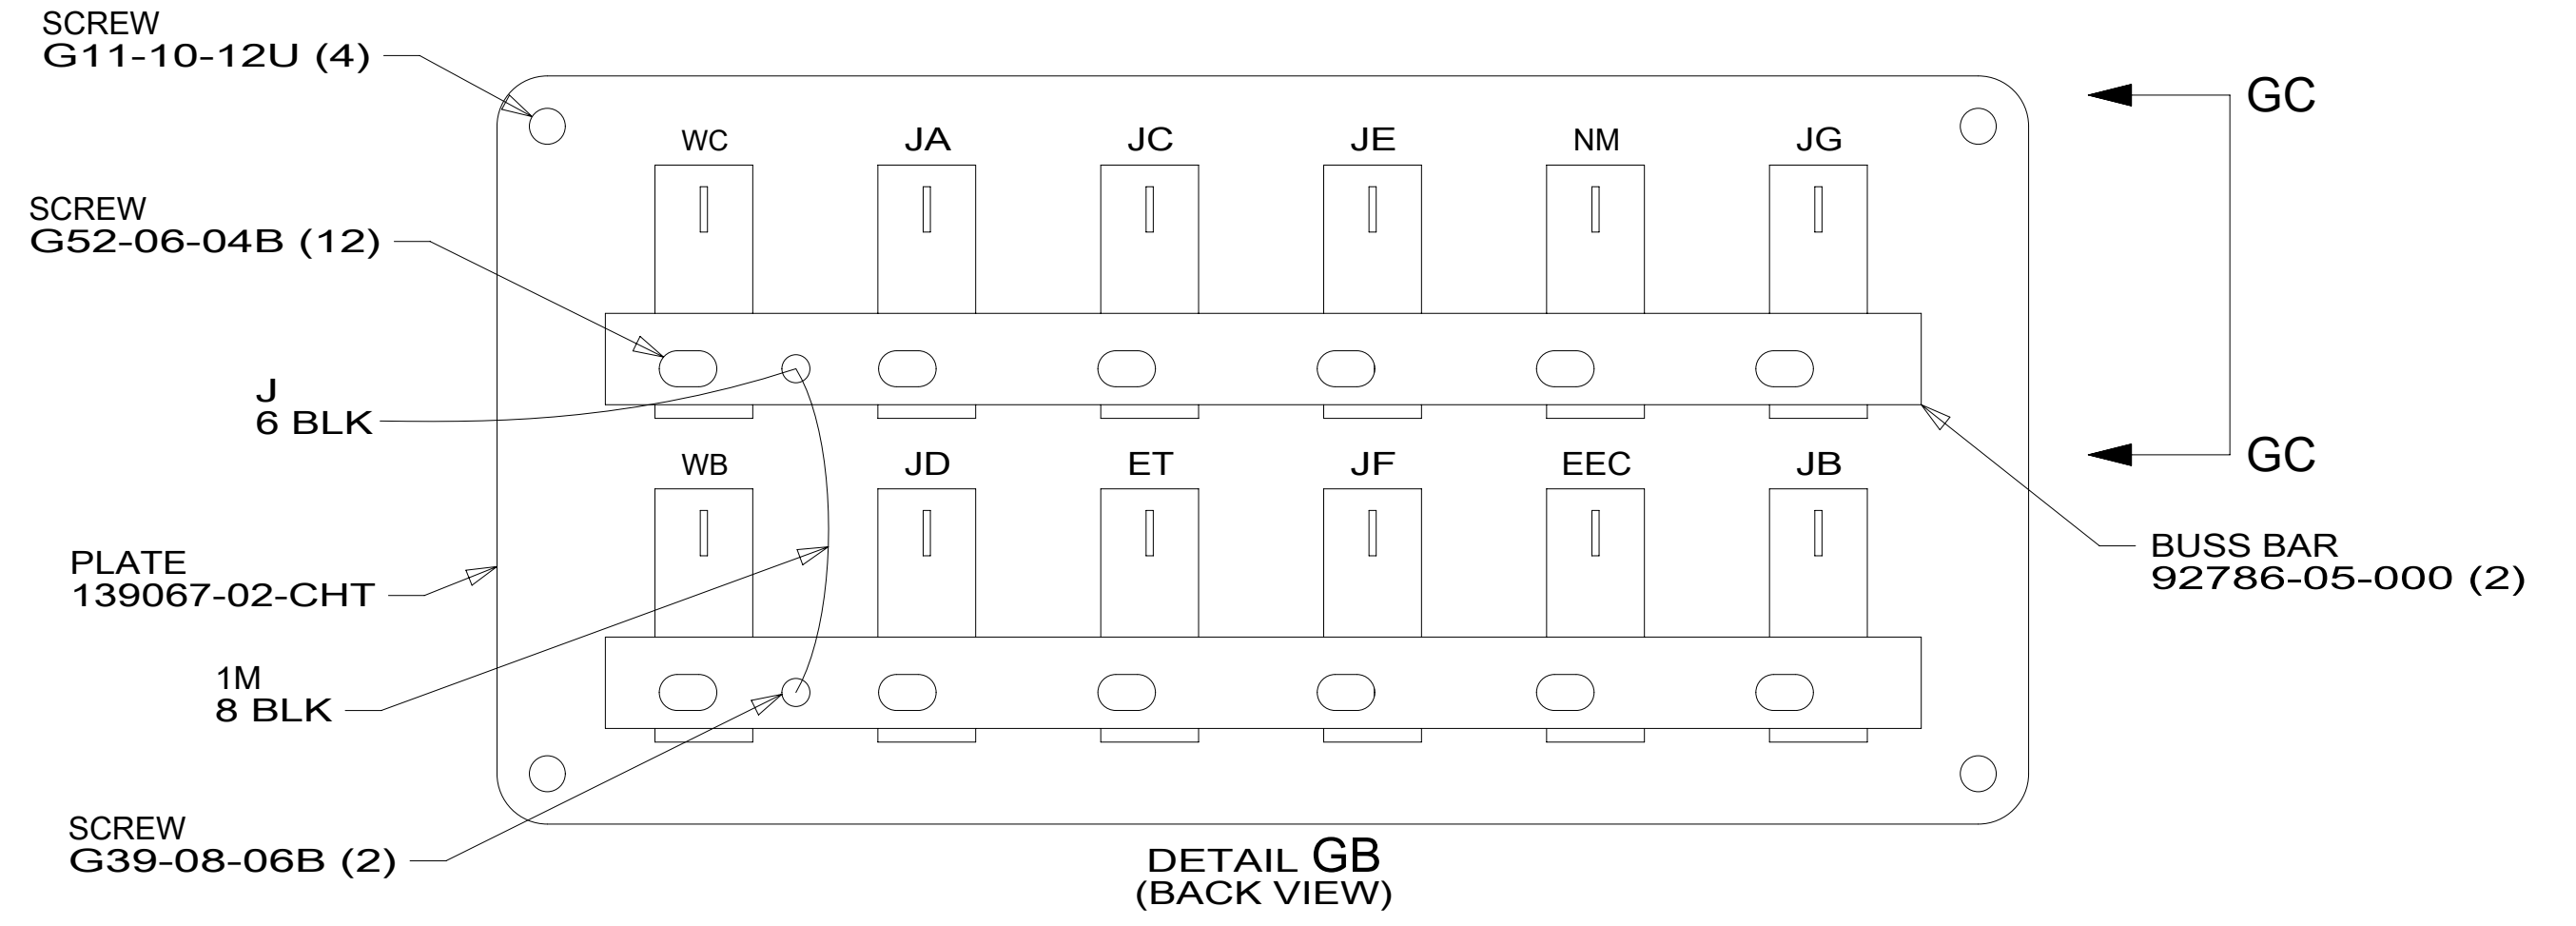 SCREW
G11-10-12U (4)
GC
WC JA JC JE NM JG
SCREW
G52-06-04B (12)
J
6 BLK
GC
WB JD ET JF EEC JB
BUSS BAR
92786-05-000 (2)
PLATE
139067-02-CHT
1M
8 BLK
SCREW
G39-08-06B (2)
DETAIL GB
(BACK VIEW)